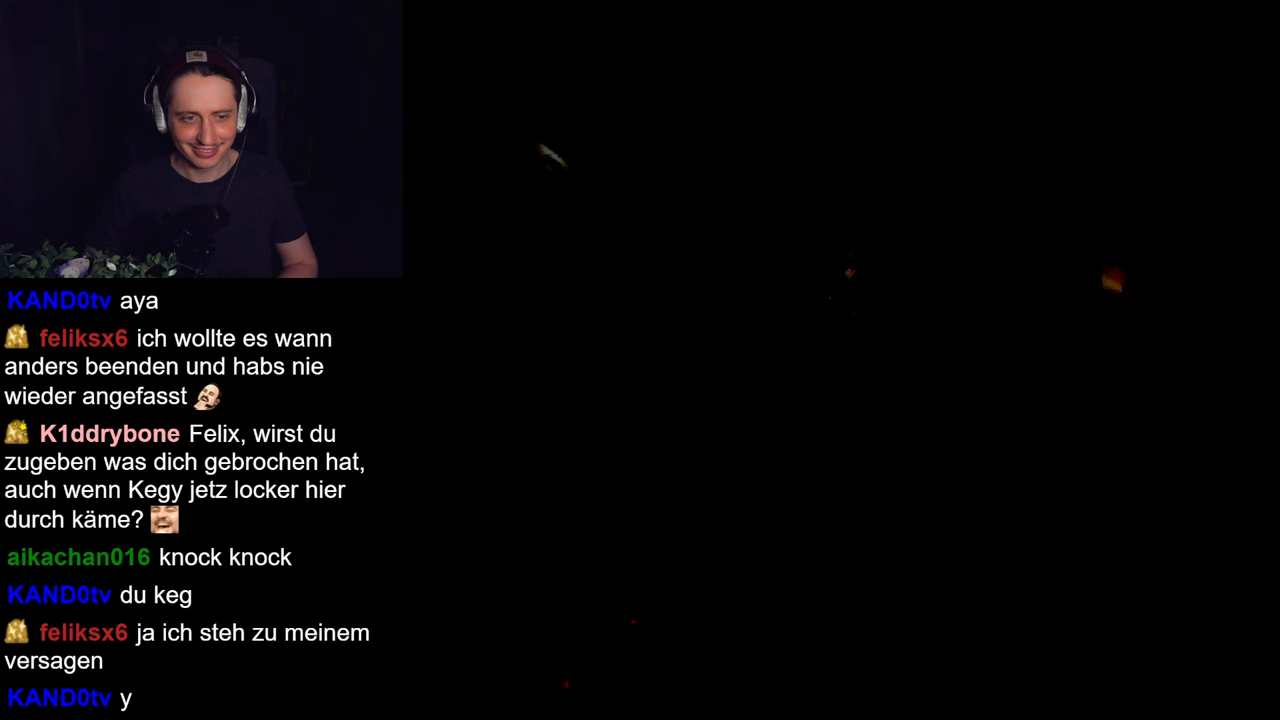 KAND0tv aya
feliksx6 ich wollte es wann
anders beenden und habs nie
wieder angefasst
K1ddrybone Felix, wirst du
zugeben was dich gebrochen hat,
auch wenn Kegy jetz locker hier
durch käme?
aikachan016 knock knock
KAND0tv du keg
feliksx6 ja ich steh zu meinem
versagen
KAND0tv y